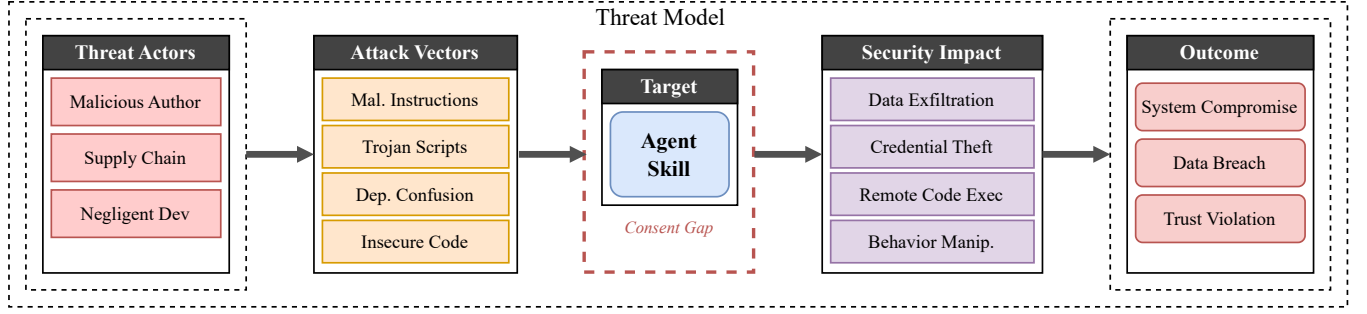 Threat Model
Threat Actors
Malicious Author
Supply Chain
Negligent Dev
Attack Vectors
Mal. Instructions
Trojan Scripts
Dep. Confusion
Insecure Code
Target
Agent
Skill
Consent Gap
Security Impact
Data Exfiltration
Credential Theft
Remote Code Exec
Behavior Manip.
Outcome
System Compromise
Data Breach
Trust Violation